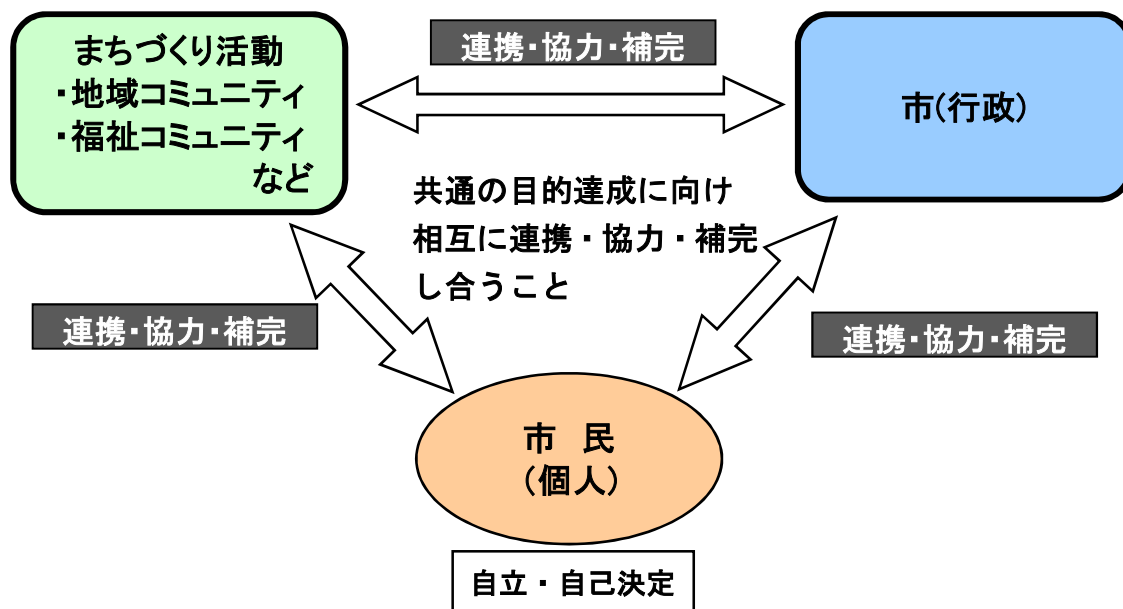 まちづくり活動
・地域コミュニティ
・福祉コミュニティ
など
連携・協力・補完
市(行政)
共通の目的達成に向け
相互に連携・協力・補完
し合うこと
連携・協力・補完
連携・協力・補完
市　民
(個人)
自立・自己決定